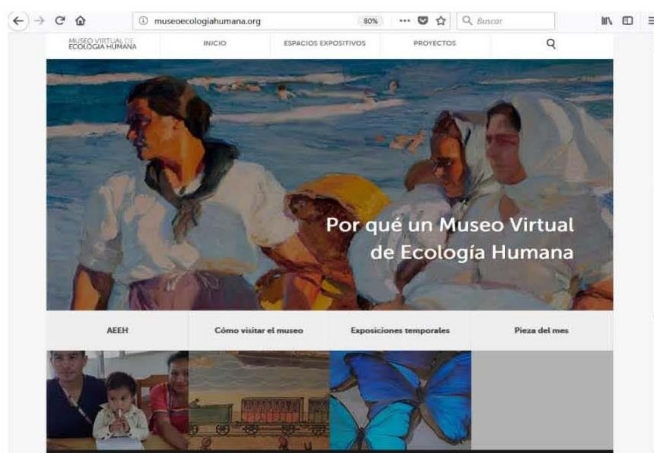 museoecologiahumana.org
80%
Buscar
MUSEO VIRTUAL DE
ECOLOGÍA HUMANA
INICIO
ESPACIOS EXPOSITIVOS
PROYECTOS
Por qué un Museo Virtual
de Ecología Humana
AEEH
Cómo visitar el museo
Exposiciones temporales
Pieza del mes